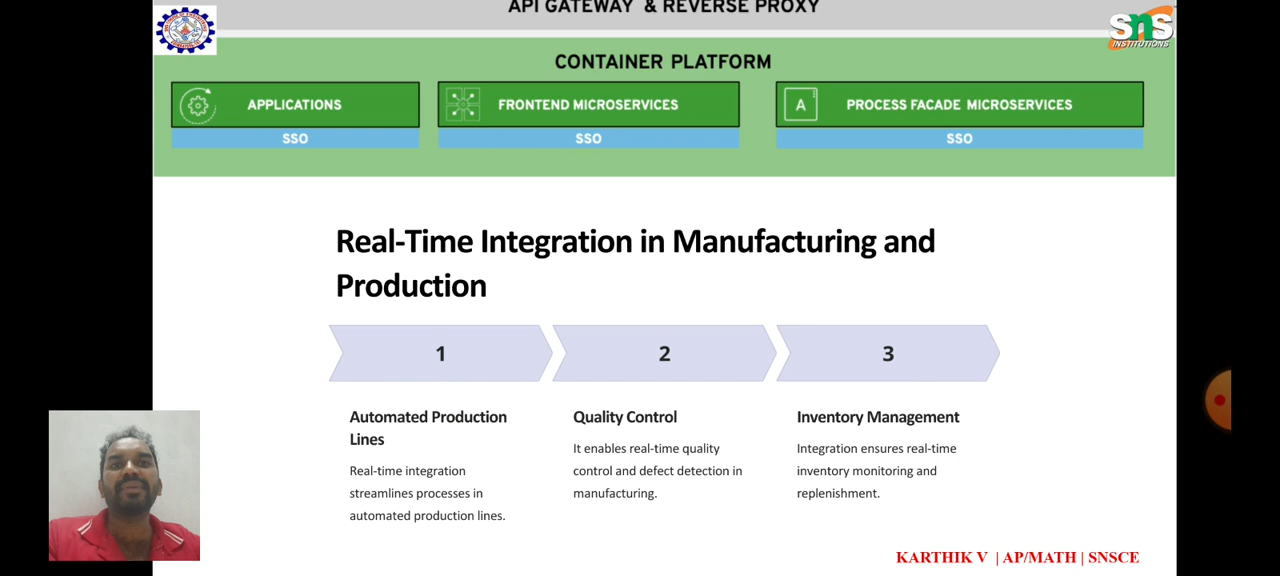 API GATEWAY & REVERSE PROXY
SNS
INSTITUTIONS
CONTAINER PLATFORM
APPLICATIONS
FRONTEND MICROSERVICES
A
PROCESS FACADE MICROSERVICES
SSO
SSO
SSO
Real-Time Integration in Manufacturing and
Production
1
2
3
Automated Production
Lines
Real-time integration
streamlines processes in
automated production lines.
Quality Control
It enables real-time quality
control and defect detection in
manufacturing.
Inventory Management
Integration ensures real-time
inventory monitoring and
replenishment.
KARTHIK V | AP/MATH | SNSCE